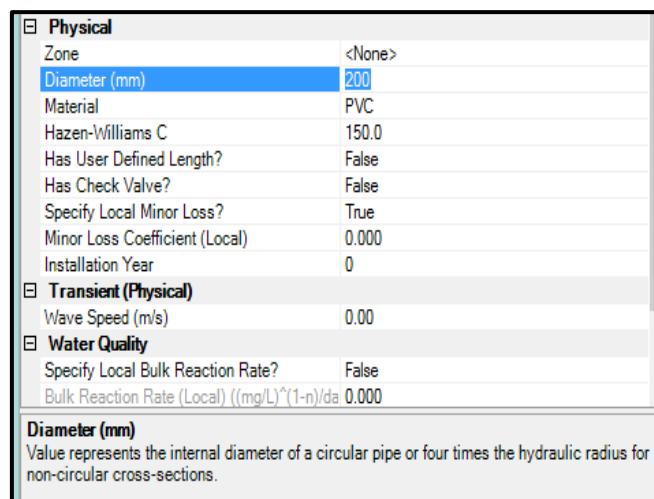 Physical
Zone <None>
Diameter (mm) 200
Material PVC
Hazen-Williams C 150.0
Has User Defined Length? False
Has Check Valve? False
Specify Local Minor Loss? True
Minor Loss Coefficient (Local) 0.000
Installation Year 0
Transient (Physical)
Wave Speed (m/s) 0.00
Water Quality
Specify Local Bulk Reaction Rate? False
Bulk Reaction Rate (Local) ((mg/L)^(1-n)/da 0.000
Diameter (mm)
Value represents the internal diameter of a circular pipe or four times the hydraulic radius for
non-circular cross-sections.